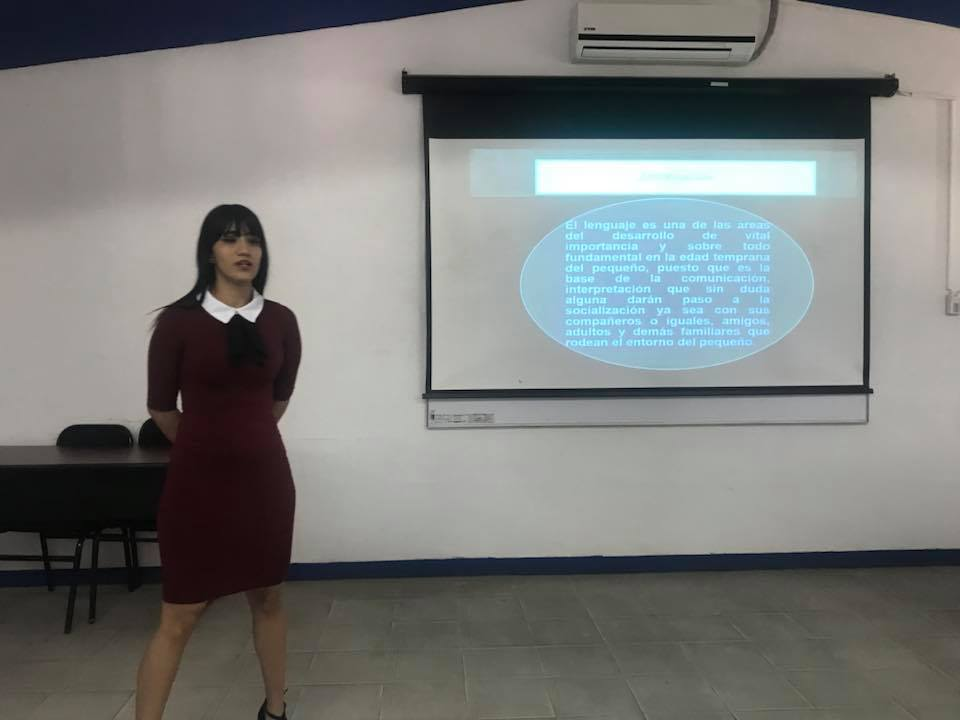 El lenguaje es una de las areas
del desarrollo de vital
importancia y sobre todo
fundamental en la edad temprana
del pequeño, puesto que es la
base de la comunicación,
interpretación que sin duda
alguna darán paso a la
socialización ya sea con sus
compañeros o iguales, amigos,
adultos y demás familiares que
rodean el entorno del pequeño.